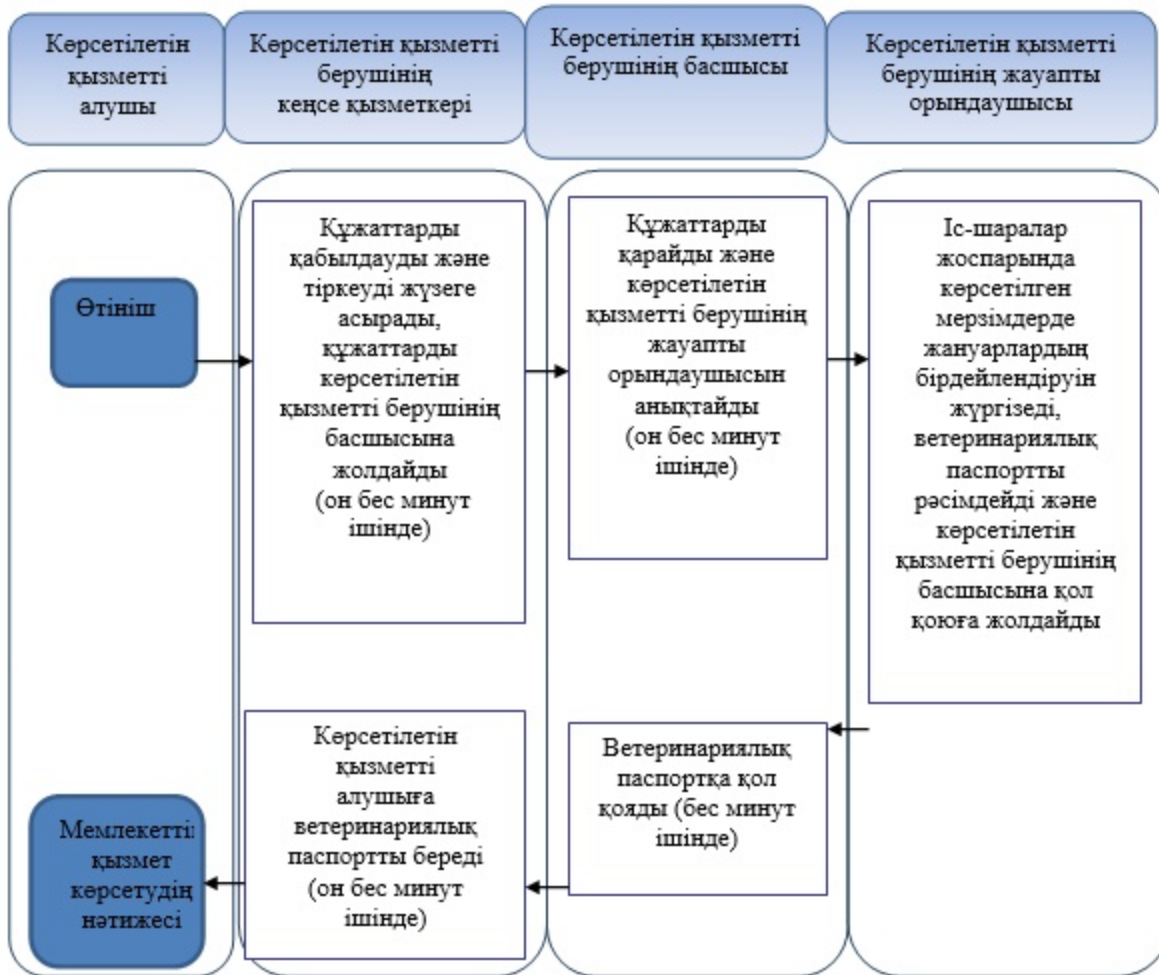 Көрсетілетін
қызметті
алушы
Көрсетілетін қызметті
берушінің
кеңсе қызметкері
Көрсетілетін қызметті
берушінің басшысы
Көрсетілетін қызметті
берушінің жауапты
орындаушысы
Өтініш
Құжаттарды
қабылдауды және
тіркеуді жүзеге
асырады,
құжаттарды
көрсетілетін
қызметті берушінің
басшысына
жолдайды
(он бес минут
ішінде)
Құжаттарды
қарайды және
көрсетілетін
қызметті берушінің
жауапты
орындаушысын
анықтайды
(он бес минут
ішінде)
Іс-шаралар
жоспарында
көрсетілген
мерзімдерде
жануарлардың
бірдейлендіруін
жүргізеді,
ветеринариялық
паспортты
рәсімдейді және
көрсетілетін
қызметті берушінің
басшысына қол
қоюға жолдайды
Ветеринариялық
паспортқа қол
қояды (бес минут
ішінде)
Көрсетілетін
қызметті
алушыға
ветеринариялық
паспортты береді
(он бес минут
ішінде)
Мемлекетті
қызмет
көрсетудің
нәтижесі